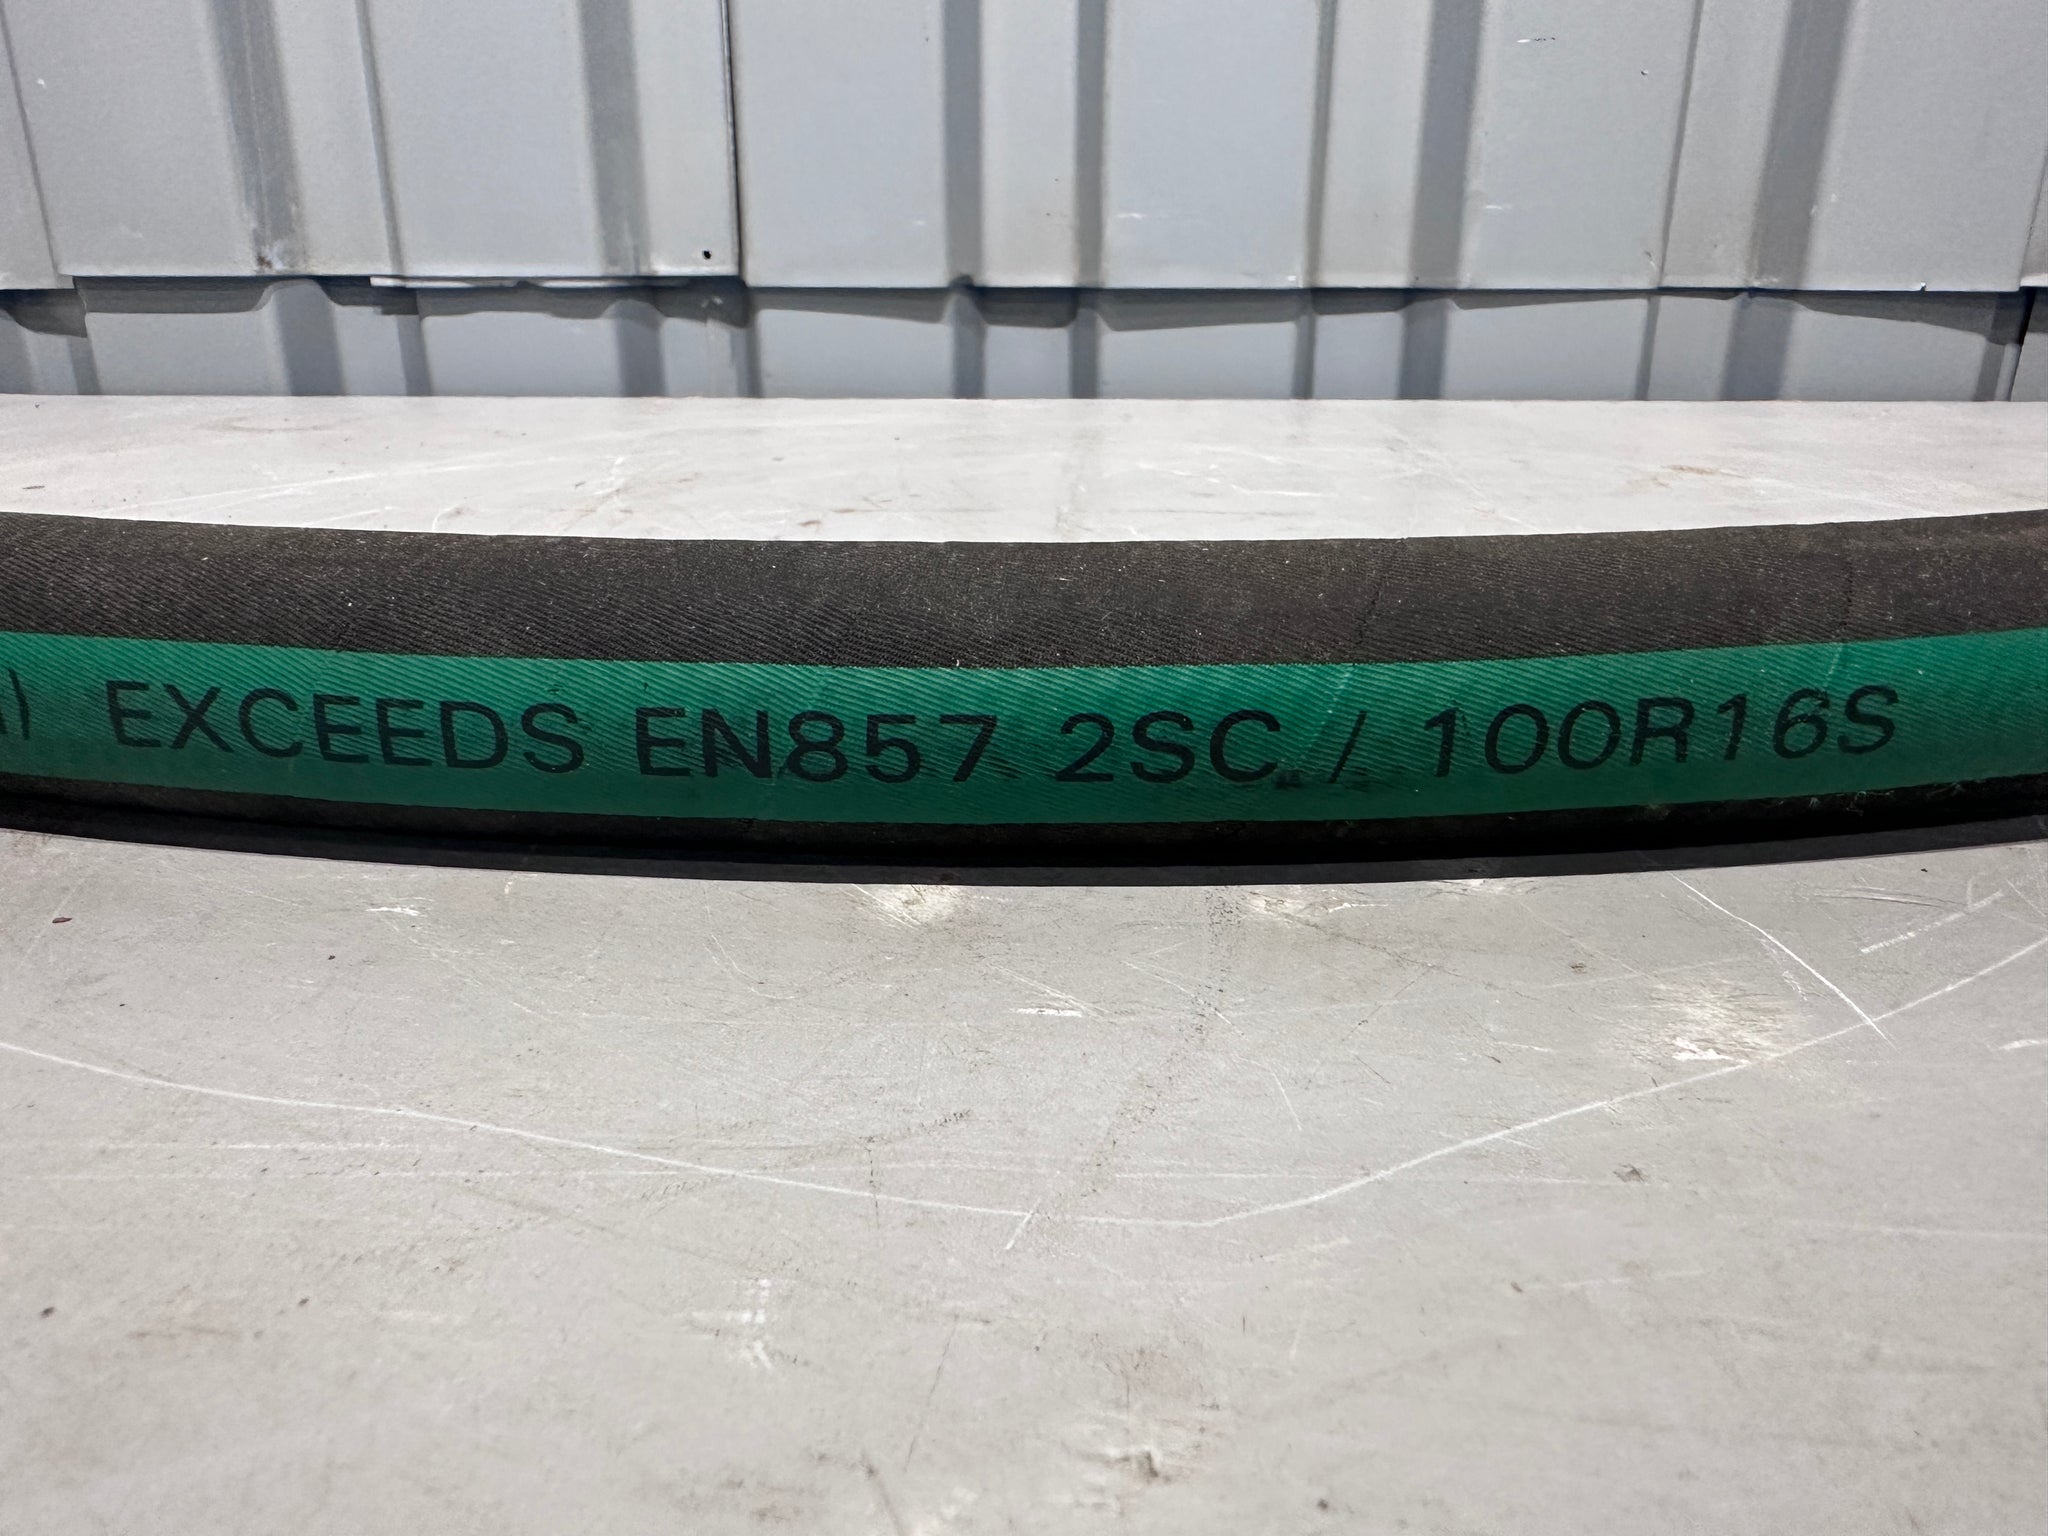 ) EXCEEDS EN857 2SC / 100R16S